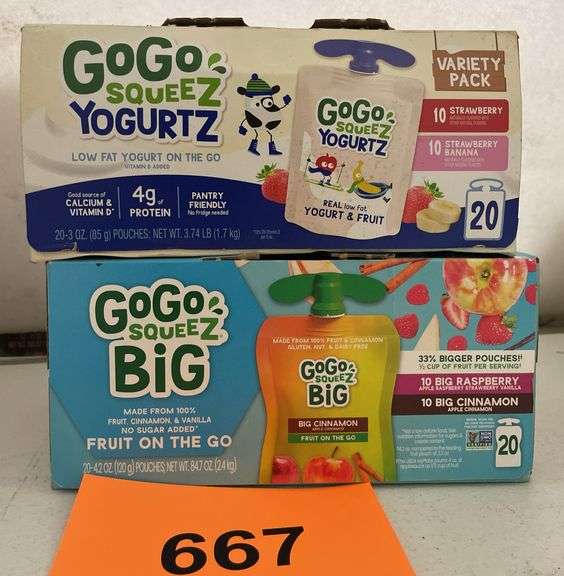 GoGo
SQUEEZ
YOGURTZ
LOW FAT YOGURT ON THE GO
VITAMIN D ADDED
Good source of
CALCIUM &
VITAMIN D*
4g of
PROTEIN
PANTRY
FRIENDLY
No fridge needed
20-3 OZ. (85 g) POUCHES; NET WT. 3.74 LB (1.7 kg)
GoGo
SQUEEZ
YOGURTZ
REAL low fat
YOGURT & FRUIT
VARIETY
PACK
10 STRAWBERRY
10 STRAWBERRY
BANANA
20
GoGo
SQUEEZ
BiG
MADE FROM 100%
FRUIT, CINNAMON, & VANILLA
NO SUGAR ADDED*
FRUIT ON THE GO
20-4.2 OZ (120 g) POUCHES; NET WT. 84.7 OZ (2.4 kg)
MADE FROM 100% FRUIT & CINNAMON
GLUTEN, NUT, & DAIRY FREE
GoGo
SQUEEZ
BiG
BIG CINNAMON
APPLE CINNAMON
FRUIT ON THE GO
33% BIGGER POUCHES!†
½ CUP OF FRUIT PER SERVING!
10 BIG RASPBERRY
APPLE RASPBERRY STRAWBERRY VANILLA
10 BIG CINNAMON
APPLE CINNAMON
20
667